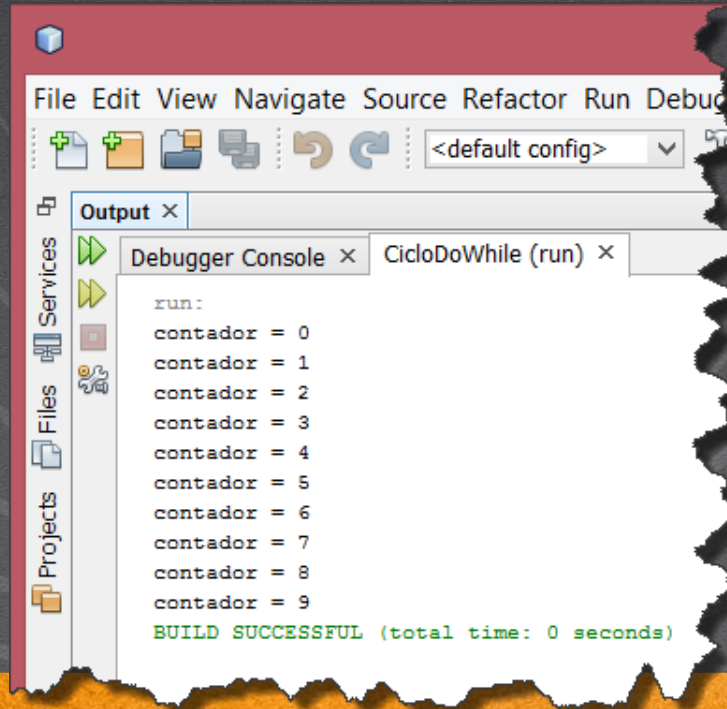 File Edit View Navigate Source Refactor Run Debug
<default config>
Output
Debugger Console CicloDoWhile (run)
Services
Files
Projects
run:
contador = 0
contador = 1
contador = 2
contador = 3
contador = 4
contador = 5
contador = 6
contador = 7
contador = 8
contador = 9
BUILD SUCCESSFUL (total time: 0 seconds)